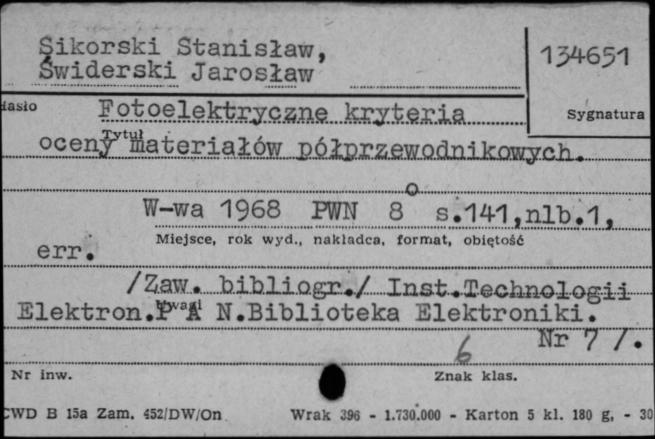 Sikorski Stanisław,
134651
Świderski Jarosław
Hasło Fotoelektryczne kryteria
Sygnatura
Tytuł
oceny materiałów półprzewodnikowych.
W-wa 1968 PWN 8° s.141,nlb.1,
Miejsce, rok wyd., nakładca, format, objętość
err.
/Zaw. bibliogr./ Inst.Technologii
Uwagi
Elektron.P A N.Biblioteka Elektroniki.
Nr 7 /.
6
Nr inw.
Znak klas.
CWD B 15a Zam. 452/DW/On Wrak 396 - 1.730.000 - Karton 5 kl. 180 g, - 30